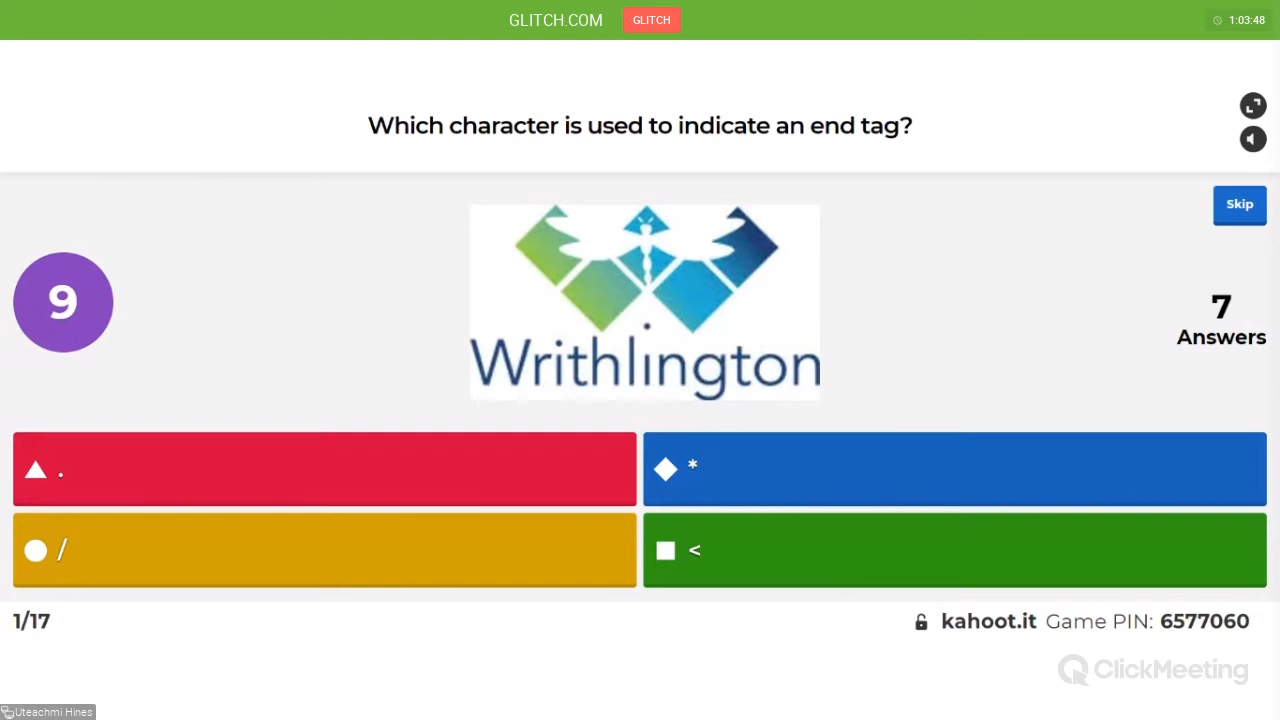 GLITCH.COM GLITCH 1:03:48
Which character is used to indicate an end tag?
Skip
9
7
Answers
Writhlington
. *
/ <
1/17 kahoot.it Game PIN: 6577060
ClickMeeting
Uteachmi Hines